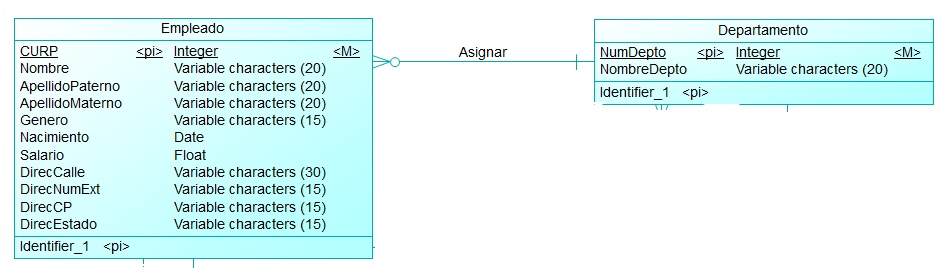 Empleado
CURP <pi> Integer <M>
Nombre Variable characters (20)
ApellidoPaterno Variable characters (20)
ApellidoMaterno Variable characters (20)
Genero Variable characters (15)
Nacimiento Date
Salario Float
DirecCalle Variable characters (30)
DirecNumExt Variable characters (15)
DirecCP Variable characters (15)
DirecEstado Variable characters (15)
Identifier_1 <pi>
Asignar
Departamento
NumDepto <pi> Integer <M>
NombreDepto Variable characters (20)
Identifier_1 <pi>